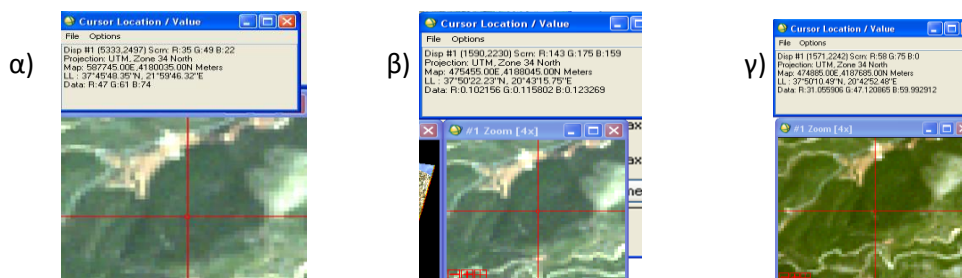 α)
Cursor Location / Value
File Options
Disp #1 (5333,2497) Scrn: R:35 G:49 B:22
Projection: UTM, Zone 34 North
Map: 587745.00E,4180035.00N Meters
LL : 37°45'48.35"N, 21°59'46.32"E
Data: R:47 G:61 B:74
β)
Cursor Location / Value
File Options
Disp #1 (1590,2230) Scrn: R:143 G:175 B:159
Projection: UTM, Zone 34 North
Map: 475455.00E,4188045.00N Meters
LL : 37°50'22.23"N, 20°43'15.75"E
Data: R:0.102156 G:0.115802 B:0.123269
#1 Zoom [4x]
ax
ax
ne
γ)
Cursor Location / Value
File Options
Disp #1 (1571,2242) Scrn: R:58 G:75 B:0
Projection: UTM, Zone 34 North
Map: 474885.00E,4187685.00N Meters
LL : 37°50'10.49"N, 20°42'52.48"E
Data: R:31.055906 G:47.120865 B:59.992912
#1 Zoom [4x]